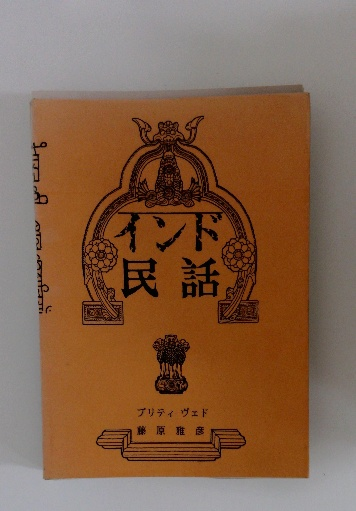 インド
民話
プリティ ヴェド
藤原雅彦